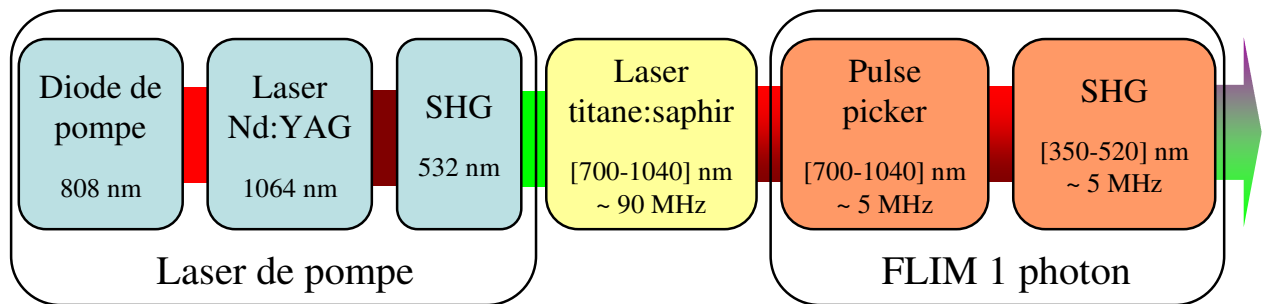 Diode de
pompe
808 nm
Laser
Nd:YAG
1064 nm
SHG
532 nm
Laser
titane:saphir
[700-1040] nm
~ 90 MHz
Pulse
picker
[700-1040] nm
~ 5 MHz
SHG
[350-520] nm
~ 5 MHz
Laser de pompe
FLIM 1 photon